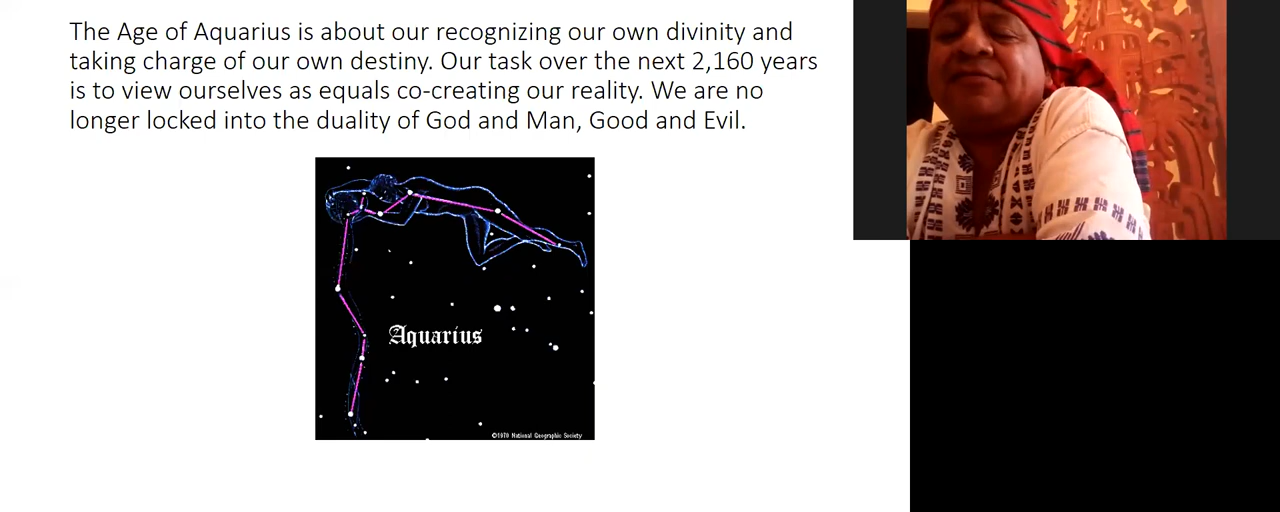 The Age of Aquarius is about our recognizing our own divinity and
taking charge of our own destiny. Our task over the next 2,160 years
is to view ourselves as equals co-creating our reality. We are no
longer locked into the duality of God and Man, Good and Evil.
Aquarius
©1978 National Geographic Society